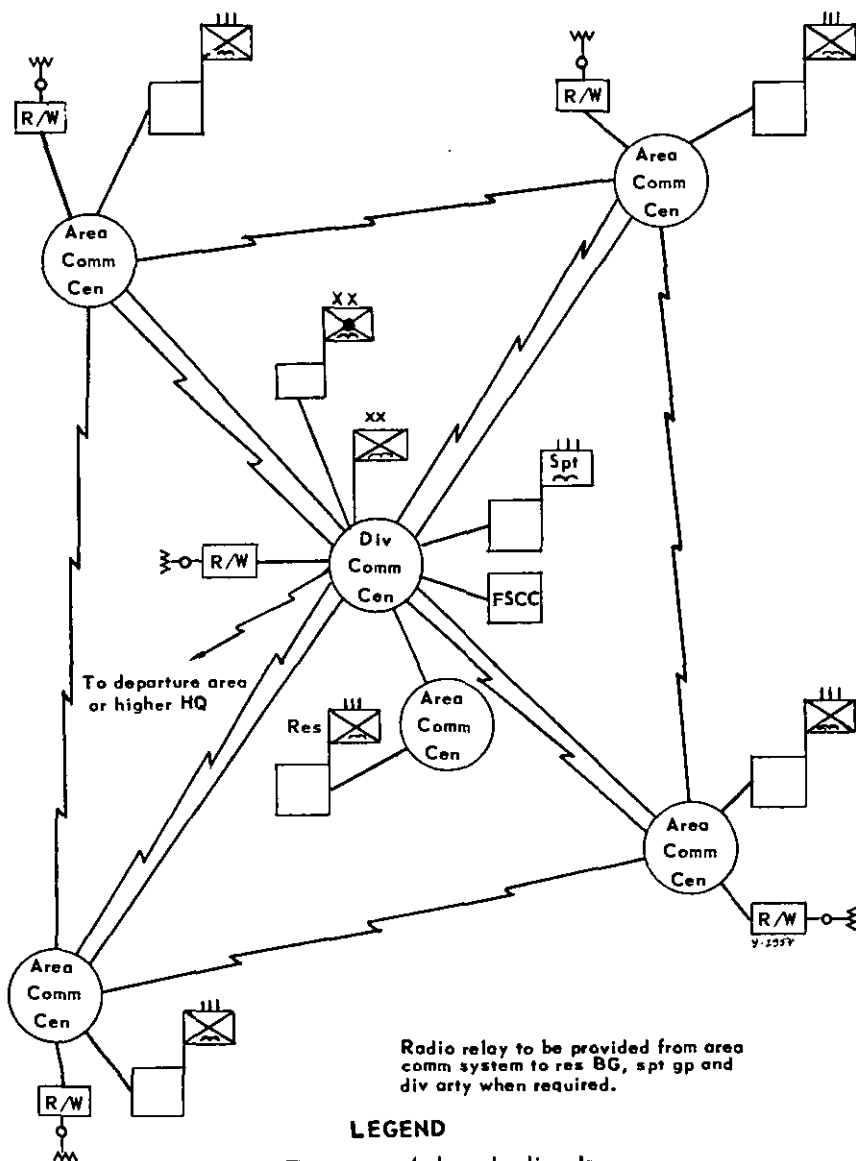 R/W
Area
Comm
Cen
R/W
Area
Comm
Cen
XX
xx
Spt
Div
Comm
Cen
R/W
FSCC
To departure area
or higher HQ
Res
Area
Comm
Cen
Area
Comm
Cen
R/W
Area
Comm
Cen
R/W
Radio relay to be provided from area
comm system to res BG, spt gp and
div arty when required.
LEGEND